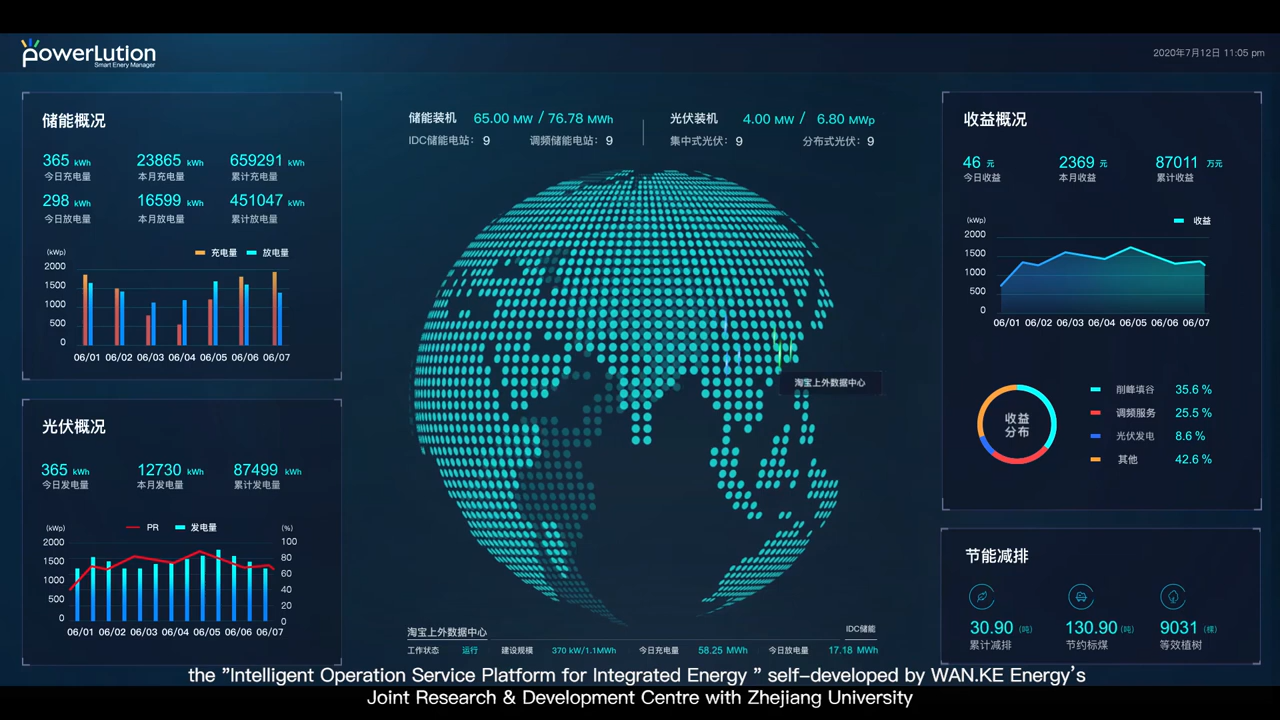 powerLution
Smart Enery Manager
2020年7月12日 11:05 pm
储能概况
365 kWh 23865 kWh 659291 kWh
今日充电量 本月充电量 累计充电量
298 kWh 16599 kWh 451047 kWh
今日放电量 本月放电量 累计放电量
(kWp) 充电量 放电量
2000
1500
1000
500
0
06/01 06/02 06/03 06/04 06/05 06/06 06/07
光伏概况
365 kWh 12730 kWh 87499 kWh
今日发电量 本月发电量 累计发电量
(kWp) PR 发电量 (%)
2000 100
1500 80
1000 60
500 40
0 20
0
06/01 06/02 06/03 06/04 06/05 06/06 06/07
储能装机 65.00 MW / 76.78 MWh
IDC储能电站: 9 调频储能电站: 9
光伏装机 4.00 MW / 6.80 MWp
集中式光伏: 9 分布式光伏: 9
淘宝上外数据中心
淘宝上外数据中心 IDC储能
工作状态 运行 建设规模 370 kW/1.1MWh 今日充电量 58.25 MWh 今日放电量 17.18 MWh
收益概况
46 元 2369 元 87011 万元
今日收益 本月收益 累计收益
(kWp) 收益
2000
1500
1000
500
0
06/01 06/02 06/03 06/04 06/05 06/06 06/07
收益
分布
削峰填谷 35.6 %
调频服务 25.5 %
光伏发电 8.6 %
其他 42.6 %
节能减排
30.90 (吨) 130.90 (吨) 9031 (棵)
累计减排 节约标煤 等效植树
the "Intelligent Operation Service Platform for Integrated Energy " self-developed by WAN.KE Energy's
Joint Research & Development Centre with Zhejiang University